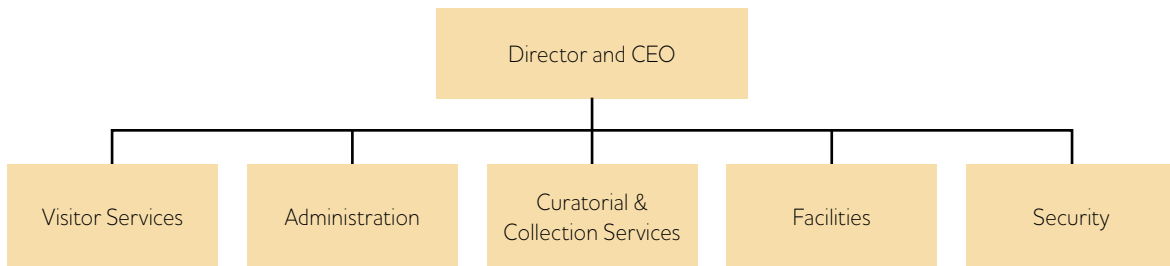 Director and CEO
Visitor Services
Administration
Curatorial &
Collection Services
Facilities
Security